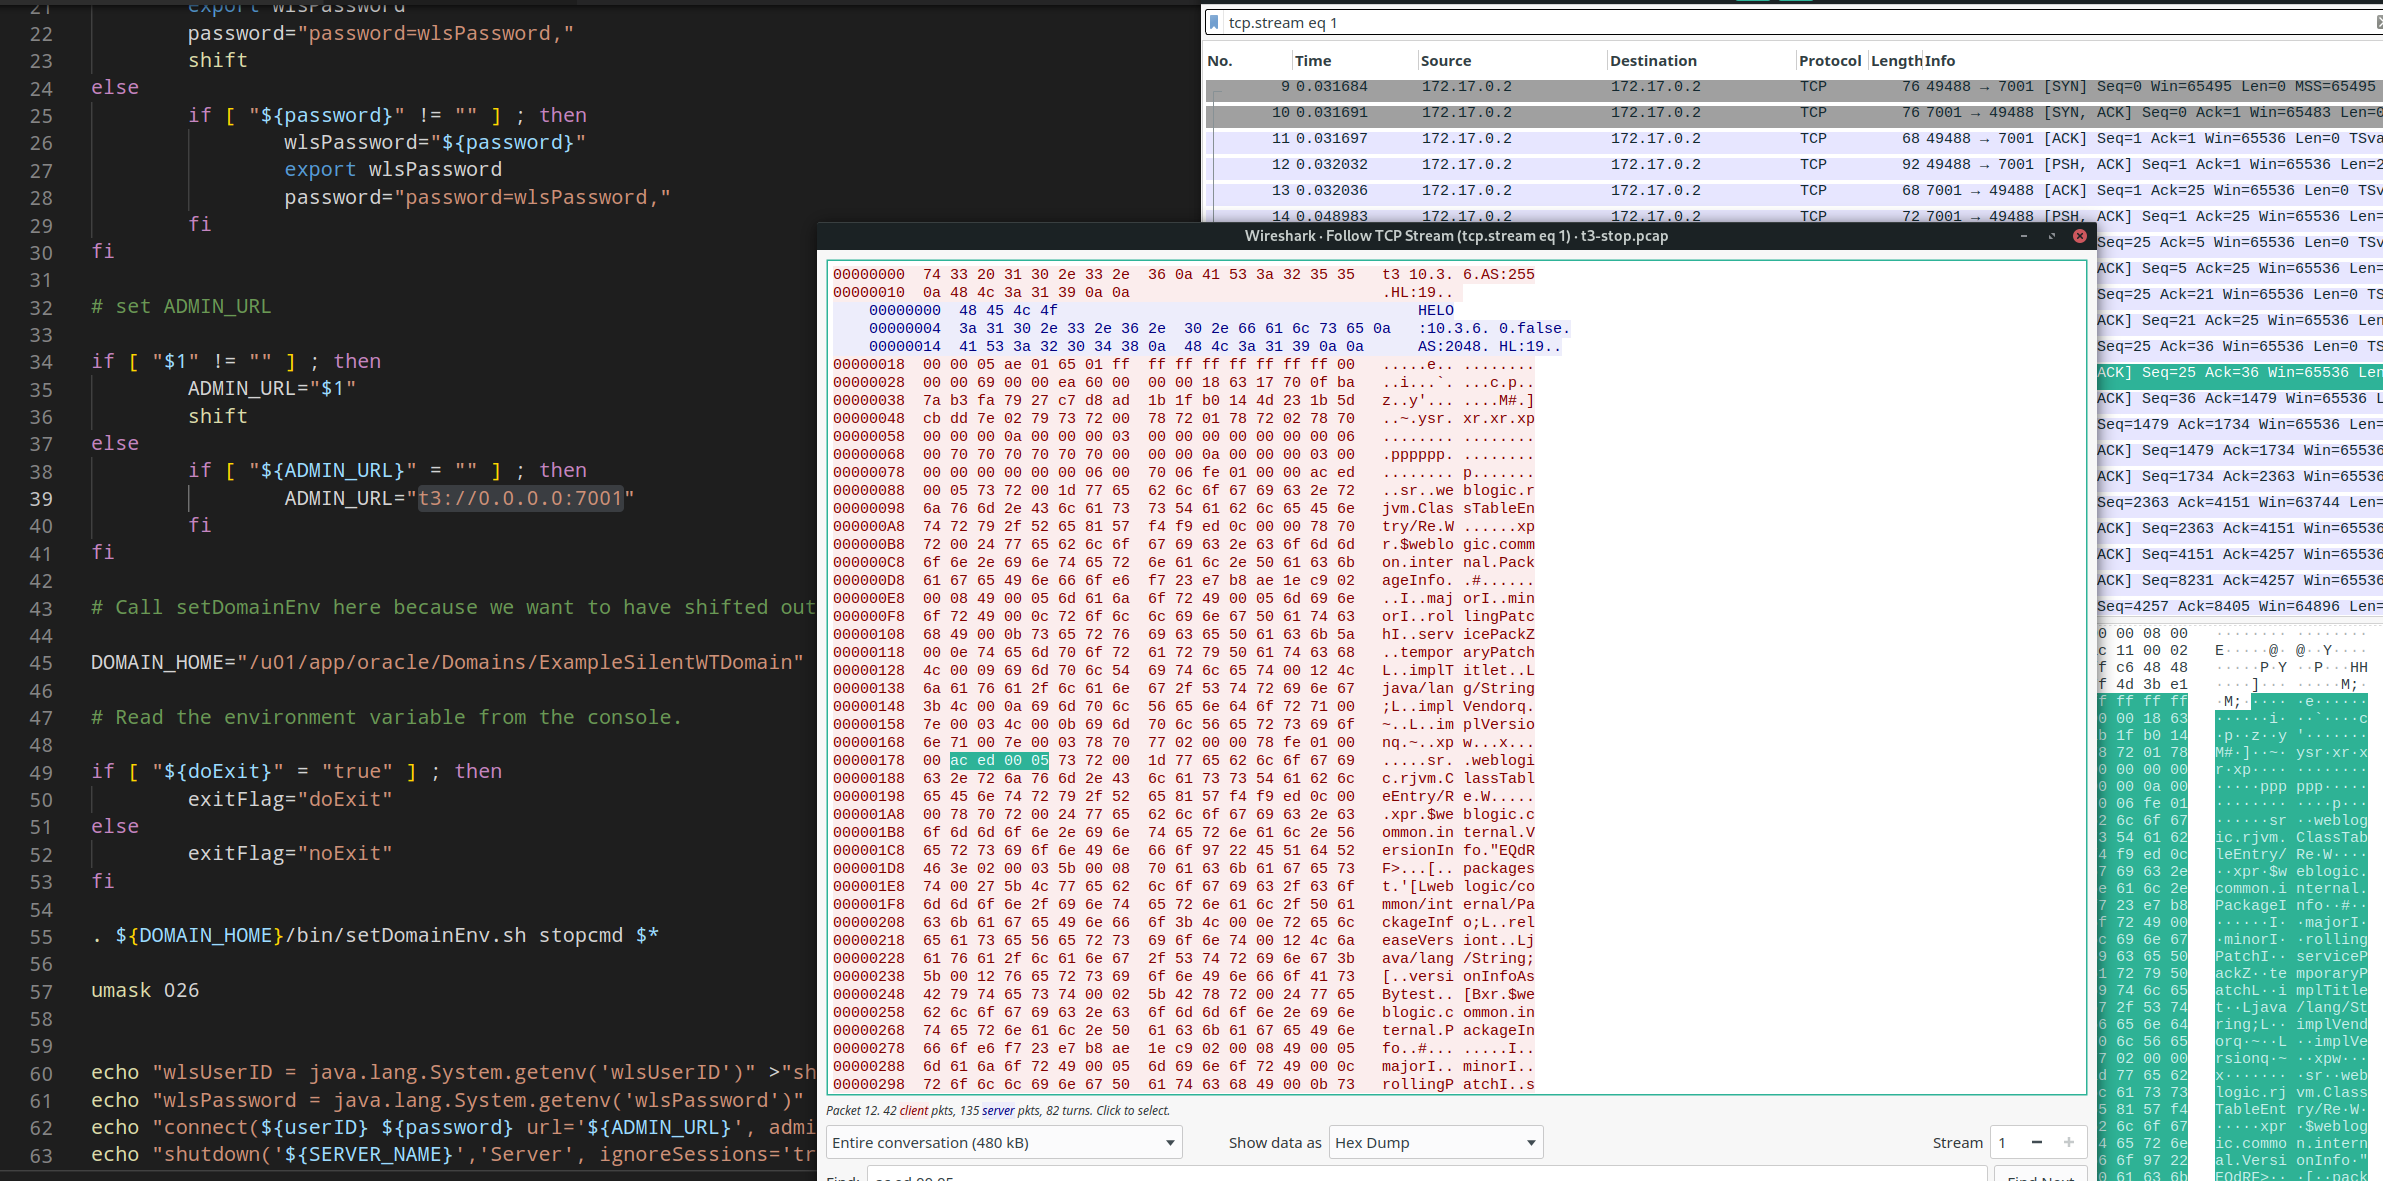 21 export wlsPassword
22 password="password=wlsPassword,"
23 shift
24 else
25 if [ "${password}" != "" ] ; then
26 wlsPassword="${password}"
27 export wlsPassword
28 password="password=wlsPassword,"
29 fi
30 fi
31
32 # set ADMIN_URL
33
34 if [ "$1" != "" ] ; then
35 ADMIN_URL="$1"
36 shift
37 else
38 if [ "${ADMIN_URL}" = "" ] ; then
39 ADMIN_URL="t3://0.0.0.0:7001"
40 fi
41 fi
42
43 # Call setDomainEnv here because we want to have shifted out
44
45 DOMAIN_HOME="/u01/app/oracle/Domains/ExampleSilentWTDomain"
46
47 # Read the environment variable from the console.
48
49 if [ "${doExit}" = "true" ] ; then
50 exitFlag="doExit"
51 else
52 exitFlag="noExit"
53 fi
54
55 . ${DOMAIN_HOME}/bin/setDomainEnv.sh stopcmd $*
56
57 umask 026
58
59
60 echo "wlsUserID = java.lang.System.getenv('wlsUserID')" >"sh
61 echo "wlsPassword = java.lang.System.getenv('wlsPassword')"
62 echo "connect(${userID} ${password} url='${ADMIN_URL}', admi
63 echo "shutdown('${SERVER_NAME}','Server', ignoreSessions='tr
tcp.stream eq 1
No. Time Source Destination Protocol Length Info
9 0.031684 172.17.0.2 172.17.0.2 TCP 76 49488 → 7001 [SYN] Seq=0 Win=65495 Len=0 MSS=65495
10 0.031691 172.17.0.2 172.17.0.2 TCP 76 7001 → 49488 [SYN, ACK] Seq=0 Ack=1 Win=65483 Len=0
11 0.031697 172.17.0.2 172.17.0.2 TCP 68 49488 → 7001 [ACK] Seq=1 Ack=1 Win=65536 Len=0 TSva
12 0.032032 172.17.0.2 172.17.0.2 TCP 92 49488 → 7001 [PSH, ACK] Seq=1 Ack=1 Win=65536 Len=2
13 0.032036 172.17.0.2 172.17.0.2 TCP 68 7001 → 49488 [ACK] Seq=1 Ack=25 Win=65536 Len=0 TSv
14 0.048983 172.17.0.2 172.17.0.2 TCP 72 7001 → 49488 [PSH, ACK] Seq=1 Ack=25 Win=65536 Len=
Seq=25 Ack=5 Win=65536 Len=0 TSv
ACK] Seq=5 Ack=25 Win=65536 Len=
Seq=25 Ack=21 Win=65536 Len=0 TS
ACK] Seq=21 Ack=25 Win=65536 Len
Seq=25 Ack=36 Win=65536 Len=0 TS
ACK] Seq=25 Ack=36 Win=65536 Len
ACK] Seq=36 Ack=1479 Win=65536 L
Seq=1479 Ack=1734 Win=65536 Len=
ACK] Seq=1479 Ack=1734 Win=65536
ACK] Seq=1734 Ack=2363 Win=65536
Seq=2363 Ack=4151 Win=63744 Len=
ACK] Seq=2363 Ack=4151 Win=65536
ACK] Seq=4151 Ack=4257 Win=65536
ACK] Seq=8231 Ack=4257 Win=65536
Seq=4257 Ack=8405 Win=64896 Len=
Wireshark · Follow TCP Stream (tcp.stream eq 1) · t3-stop.pcap
00000000 74 33 20 31 30 2e 33 2e 36 0a 41 53 3a 32 35 35 t3 10.3. 6.AS:255
00000010 0a 48 4c 3a 31 39 0a 0a .HL:19..
00000000 48 45 4c 4f HELO
00000004 3a 31 30 2e 33 2e 36 2e 30 2e 66 61 6c 73 65 0a :10.3.6. 0.false.
00000014 41 53 3a 32 30 34 38 0a 48 4c 3a 31 39 0a 0a AS:2048. HL:19..
00000018 00 00 05 ae 01 65 01 ff ff ff ff ff ff ff ff 00 .....e.. ........
00000028 00 00 69 00 00 ea 60 00 00 00 18 63 17 70 0f ba ..i...`. ...c.p..
00000038 7a b3 fa 79 27 c7 d8 ad 1b 1f b0 14 4d 23 1b 5d z..y'... ....M#.]
00000048 cb dd 7e 02 79 73 72 00 78 72 01 78 72 02 78 70 ..~.ysr. xr.xr.xp
00000058 00 00 00 0a 00 00 00 03 00 00 00 00 00 00 00 06 ........ ........
00000068 00 70 70 70 70 70 70 00 00 00 0a 00 00 00 03 00 .pppppp. ........
00000078 00 00 00 00 00 00 06 00 70 06 fe 01 00 00 ac ed ........ p.......
00000088 00 05 73 72 00 1d 77 65 62 6c 6f 67 69 63 2e 72 ..sr..we blogic.r
00000098 6a 76 6d 2e 43 6c 61 73 73 54 61 62 6c 65 45 6e jvm.Clas sTableEn
000000A8 74 72 79 2f 52 65 81 57 f4 f9 ed 0c 00 00 78 70 try/Re.W ......xp
000000B8 72 00 24 77 65 62 6c 6f 67 69 63 2e 63 6f 6d 6d r.$weblo gic.comm
000000C8 6f 6e 2e 69 6e 74 65 72 6e 61 6c 2e 50 61 63 6b on.inter nal.Pack
000000D8 61 67 65 49 6e 66 6f e6 f7 23 e7 b8 ae 1e c9 02 ageInfo. .#......
000000E8 00 08 49 00 05 6d 61 6a 6f 72 49 00 05 6d 69 6e ..I..maj orI..min
000000F8 6f 72 49 00 0c 72 6f 6c 6c 69 6e 67 50 61 74 63 orI..rol lingPatc
00000108 68 49 00 0b 73 65 72 76 69 63 65 50 61 63 6b 5a hI..serv icePackZ
00000118 00 0e 74 65 6d 70 6f 72 61 72 79 50 61 74 63 68 ..tempor aryPatch
00000128 4c 00 09 69 6d 70 6c 54 69 74 6c 65 74 00 12 4c L..implT itlet..L
00000138 6a 61 76 61 2f 6c 61 6e 67 2f 53 74 72 69 6e 67 java/lan g/String
00000148 3b 4c 00 0a 69 6d 70 6c 56 65 6e 64 6f 72 71 00 ;L..impl Vendorq.
00000158 7e 00 03 4c 00 0b 69 6d 70 6c 56 65 72 73 69 6f ~..L..im plVersio
00000168 6e 71 00 7e 00 03 78 70 77 02 00 00 78 fe 01 00 nq.~..xp w...x...
00000178 00 ac ed 00 05 73 72 00 1d 77 65 62 6c 6f 67 69 .....sr. .weblogi
00000188 63 2e 72 6a 76 6d 2e 43 6c 61 73 73 54 61 62 6c c.rjvm.C lassTabl
00000198 65 45 6e 74 72 79 2f 52 65 81 57 f4 f9 ed 0c 00 eEntry/R e.W.....
000001A8 00 78 70 72 00 24 77 65 62 6c 6f 67 69 63 2e 63 .xpr.$we blogic.c
000001B8 6f 6d 6d 6f 6e 2e 69 6e 74 65 72 6e 61 6c 2e 56 ommon.in ternal.V
000001C8 65 72 73 69 6f 6e 49 6e 66 6f 97 22 45 51 64 52 ersionIn fo."EQdR
000001D8 46 3e 02 00 03 5b 00 08 70 61 63 6b 61 67 65 73 F>...[.. packages
000001E8 74 00 27 5b 4c 77 65 62 6c 6f 67 69 63 2f 63 6f t.'[Lweb logic/co
000001F8 6d 6d 6f 6e 2f 69 6e 74 65 72 6e 61 6c 2f 50 61 mmon/int ernal/Pa
00000208 63 6b 61 67 65 49 6e 66 6f 3b 4c 00 0e 72 65 6c ckageInf o;L..rel
00000218 65 61 73 65 56 65 72 73 69 6f 6e 74 00 12 4c 6a easeVers iont..Lj
00000228 61 76 61 2f 6c 61 6e 67 2f 53 74 72 69 6e 67 3b ava/lang /String;
00000238 5b 00 12 76 65 72 73 69 6f 6e 49 6e 66 6f 41 73 [..versi onInfoAs
00000248 42 79 74 65 73 74 00 02 5b 42 78 72 00 24 77 65 Bytest.. [Bxr.$we
00000258 62 6c 6f 67 69 63 2e 63 6f 6d 6d 6f 6e 2e 69 6e blogic.c ommon.in
00000268 74 65 72 6e 61 6c 2e 50 61 63 6b 61 67 65 49 6e ternal.P ackageIn
00000278 66 6f e6 f7 23 e7 b8 ae 1e c9 02 00 08 49 00 05 fo..#... .....I..
00000288 6d 61 6a 6f 72 49 00 05 6d 69 6e 6f 72 49 00 0c majorI.. minorI..
00000298 72 6f 6c 6c 69 6e 67 50 61 74 63 68 49 00 0b 73 rollingP atchI..s
Packet 12. 42 client pkts, 135 server pkts, 82 turns. Click to select.
Entire conversation (480 kB)
Show data as Hex Dump
Stream 1 − +
Find: ac ed 00 05
Find Next